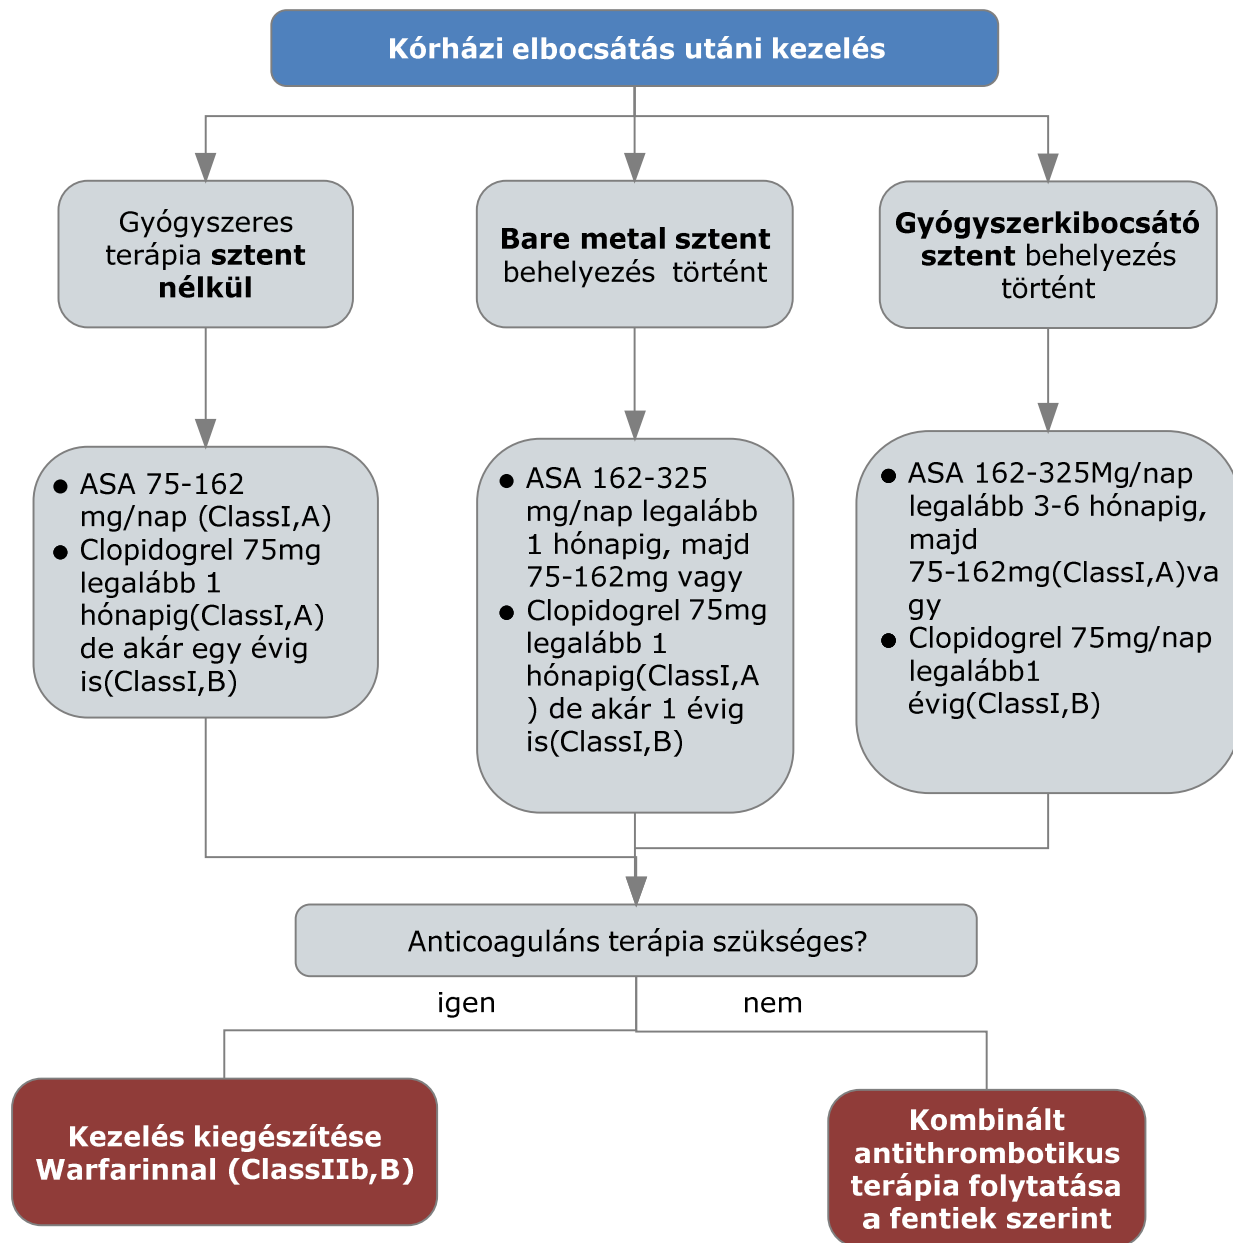 Kórházi elbocsátás utáni kezelés
Gyógyszeres
terápia sztent
nélkül
Bare metal sztent
behelyezés történt
Gyógyszerkibocsátó
sztent behelyezés
történt
● ASA 75-162
mg/nap (ClassI,A)
● Clopidogrel 75mg
legalább 1
hónapig(ClassI,A)
de akár egy évig
is(ClassI,B)
● ASA 162-325
mg/nap legalább
1 hónapig, majd
75-162mg vagy
● Clopidogrel 75mg
legalább 1
hónapig(ClassI,A
) de akár 1 évig
is(ClassI,B)
● ASA 162-325Mg/nap
legalább 3-6 hónapig,
majd
75-162mg(ClassI,A)va
gy
● Clopidogrel 75mg/nap
legalább1
évig(ClassI,B)
Anticoaguláns terápia szükséges?
igen
nem
Kezelés kiegészítése
Warfarinnal (ClassIIb,B)
Kombinált
antithrombotikus
terápia folytatása
a fentiek szerint